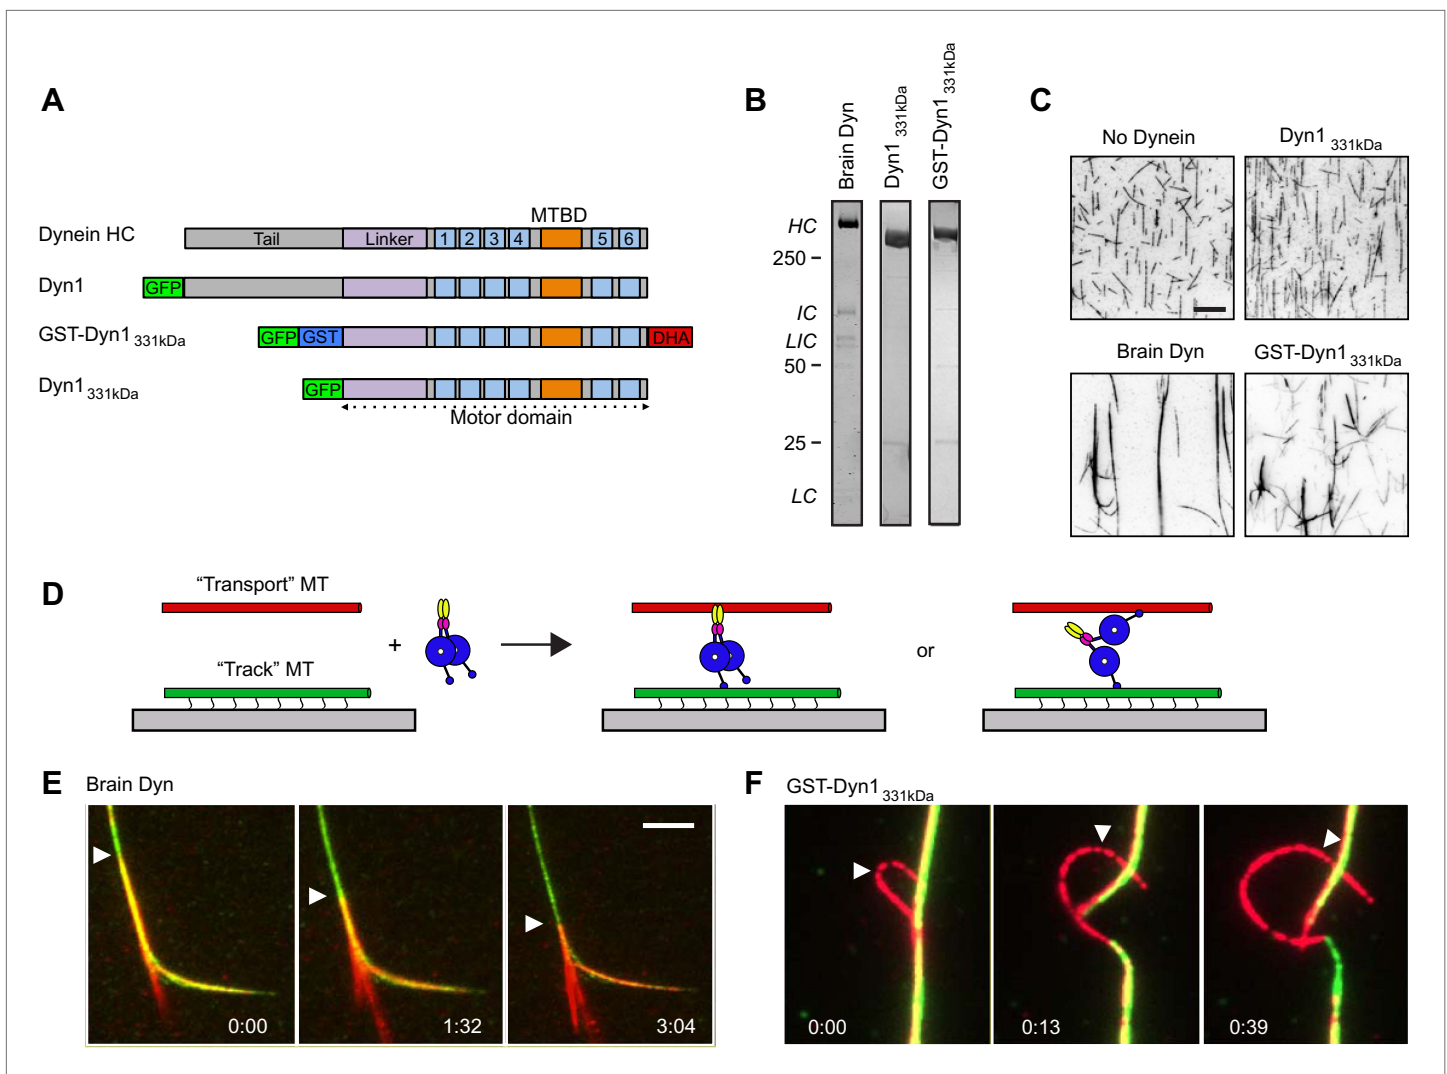 A
MTBD
Dynein HC
Tail
Linker
1 2 3 4 5 6
Dyn1
GFP
GST-Dyn1 331kDa
GFP GST DHA
Dyn1 331kDa
GFP
Motor domain
B
Brain Dyn
Dyn1 331kDa
GST-Dyn1 331kDa
HC
250
IC
LIC
50
25
LC
C
No Dynein
Dyn1 331kDa
Brain Dyn
GST-Dyn1 331kDa
D
“Transport” MT
+
“Track” MT
or
E
Brain Dyn
0:00
1:32
3:04
F
GST-Dyn1 331kDa
0:00
0:13
0:39